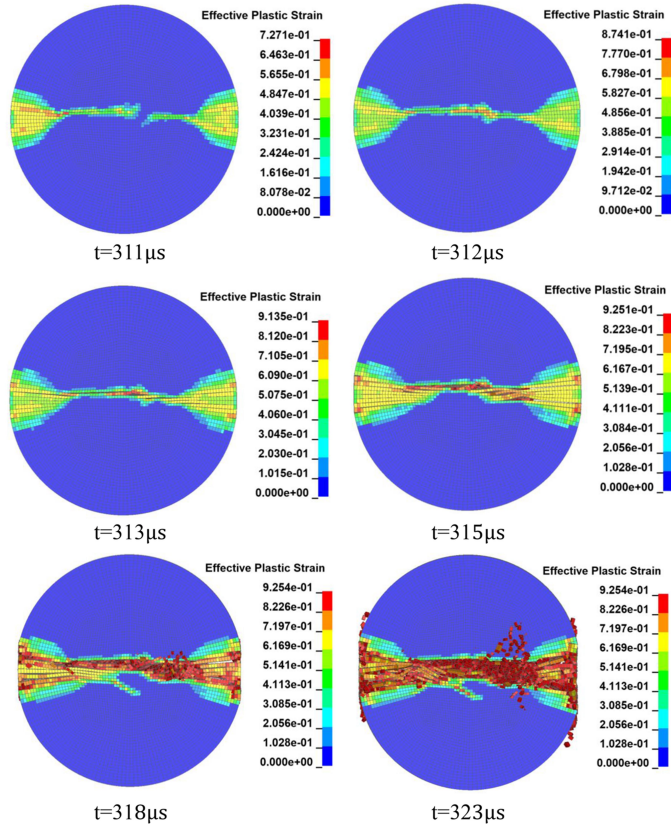 Effective Plastic Strain
7.271e-01
6.463e-01
5.655e-01
4.847e-01
4.039e-01
3.231e-01
2.424e-01
1.616e-01
8.078e-02
0.000e+00
t=311μs
Effective Plastic Strain
8.741e-01
7.770e-01
6.798e-01
5.827e-01
4.856e-01
3.885e-01
2.914e-01
1.942e-01
9.712e-02
0.000e+00
t=312μs
Effective Plastic Strain
9.135e-01
8.120e-01
7.105e-01
6.090e-01
5.075e-01
4.060e-01
3.045e-01
2.030e-01
1.015e-01
0.000e+00
t=313μs
Effective Plastic Strain
9.251e-01
8.223e-01
7.195e-01
6.167e-01
5.139e-01
4.111e-01
3.084e-01
2.056e-01
1.028e-01
0.000e+00
t=315μs
Effective Plastic Strain
9.254e-01
8.226e-01
7.197e-01
6.169e-01
5.141e-01
4.113e-01
3.085e-01
2.056e-01
1.028e-01
0.000e+00
t=318μs
Effective Plastic Strain
9.254e-01
8.226e-01
7.197e-01
6.169e-01
5.141e-01
4.113e-01
3.085e-01
2.056e-01
1.028e-01
0.000e+00
t=323μs